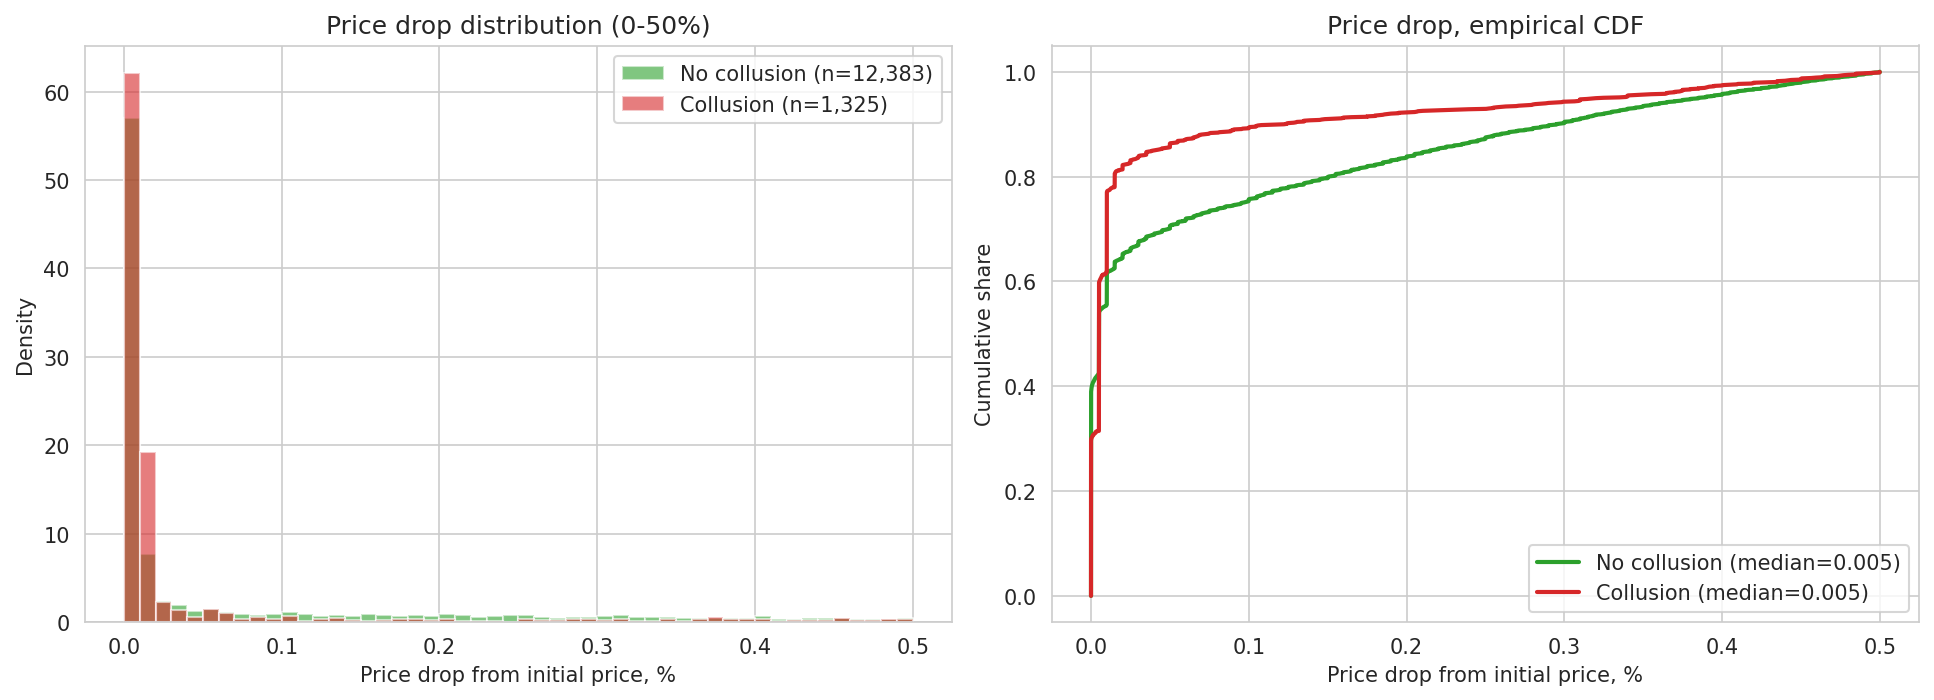 Price drop distribution (0-50%)
No collusion (n=12,383)
Collusion (n=1,325)
Density
60
50
40
30
20
10
0
0.0 0.1 0.2 0.3 0.4 0.5
Price drop from initial price, %
Price drop, empirical CDF
Cumulative share
1.0
0.8
0.6
0.4
0.2
0.0
No collusion (median=0.005)
Collusion (median=0.005)
0.0 0.1 0.2 0.3 0.4 0.5
Price drop from initial price, %